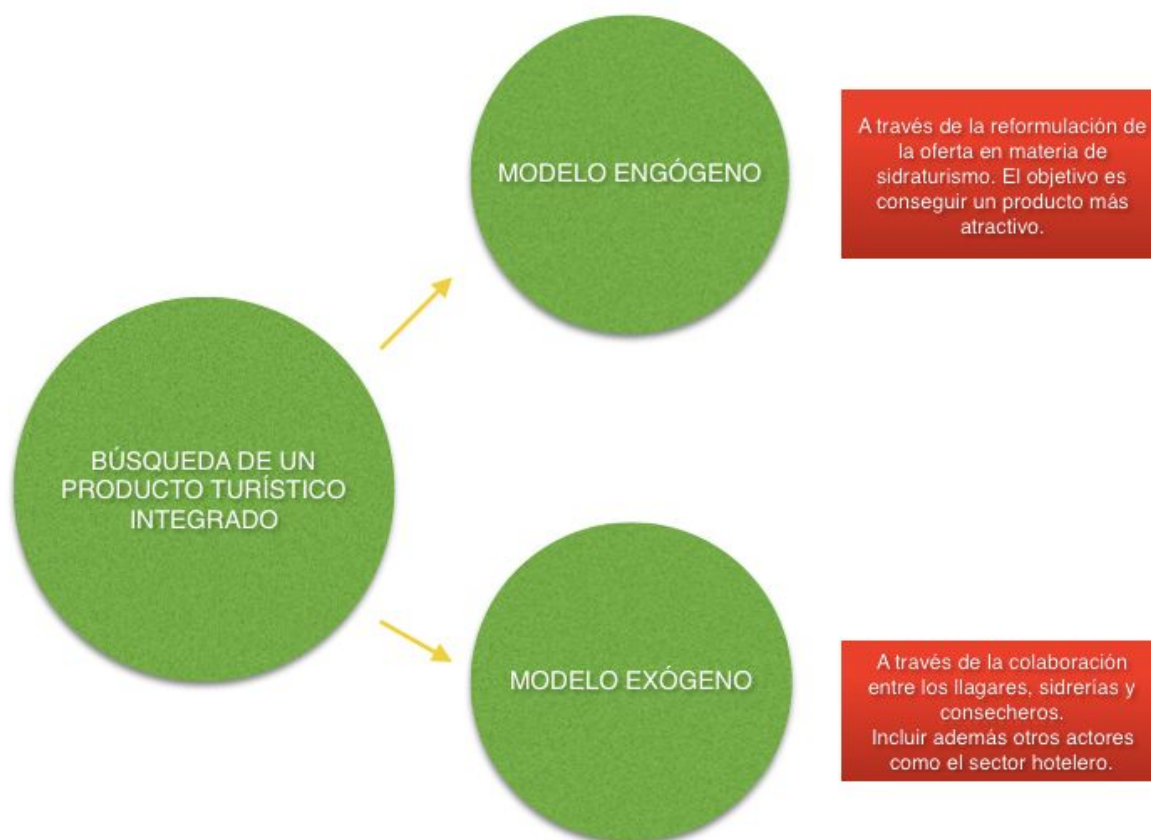 MODELO ENGÓGENO
A través de la reformulación de
la oferta en materia de
sidraturismo. El objetivo es
conseguir un producto más
atractivo.
BÚSQUEDA DE UN
PRODUCTO TURÍSTICO
INTEGRADO
MODELO EXÓGENO
A través de la colaboración
entre los llagares, sidrerías y
consecheros.
Incluir además otros actores
como el sector hotelero.